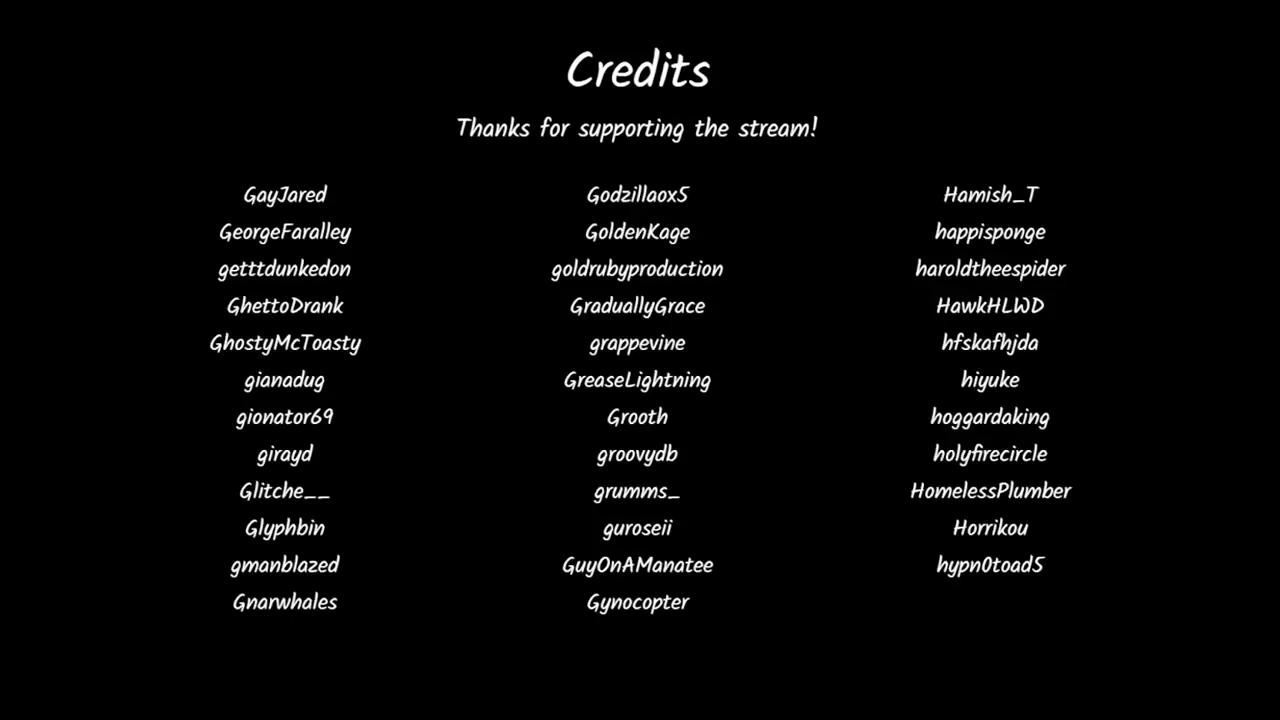 Credits
Thanks for supporting the stream!
GayJared
GeorgeFaralley
getttdunkedon
GhettoDrank
GhostyMcToasty
gianadug
gionator69
girayd
Glitche__
Glyphbin
gmanblazed
Gnarwhales
Godzillaox5
GoldenKage
goldrubyproduction
GraduallyGrace
grappevine
GreaseLightning
Grooth
groovydb
grumms_
guroseii
GuyOnAManatee
Gynocopter
Hamish_T
happisponge
haroldtheespider
HawkHLWD
hfskafhjda
hiyuke
hoggardaking
holyfirecircle
HomelessPlumber
Horrikou
hypn0toad5